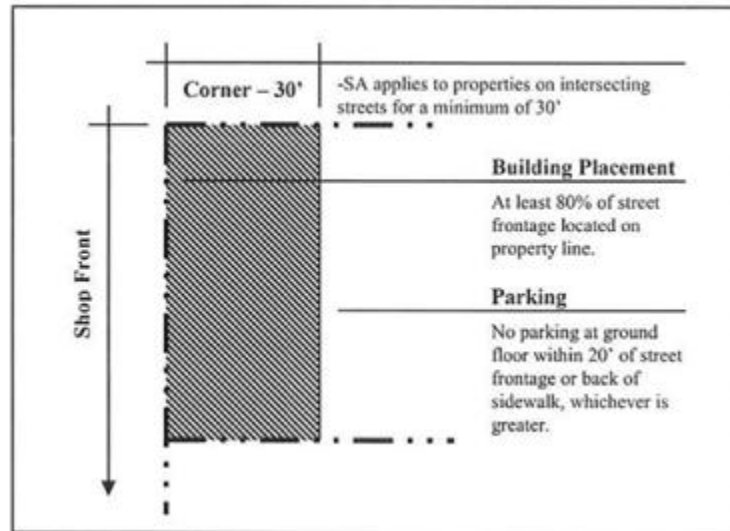 Corner – 30'
-SA applies to properties on intersecting
streets for a minimum of 30'
Building Placement
At least 80% of street
frontage located on
property line.
Shop Front
Parking
No parking at ground
floor within 20' of street
frontage or back of
sidewalk, whichever is
greater.